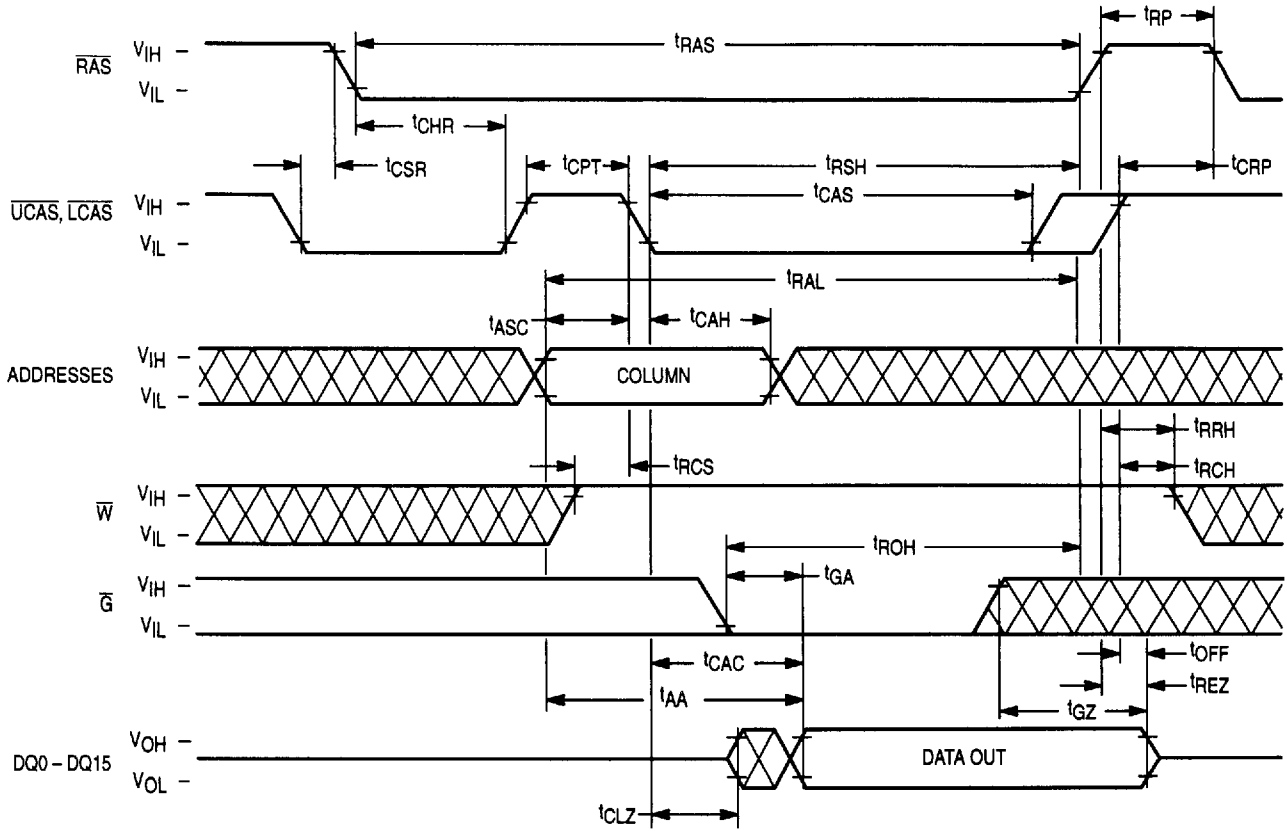 tRP
RAS VIH
tRAS
VIL
tCHR
tCSR
tCPT
tRSH
tCRP
UCAS, LCAS VIH
tCAS
VIL
tRAL
tASC
tCAH
ADDRESSES VIH
COLUMN
VIL
tRRH
tRCS
tRCH
W VIH
VIL
tROH
tGA
G VIH
VIL
tCAC
tOFF
tAA
tREZ
tGZ
DQ0 – DQ15 VOH
DATA OUT
VOL
tCLZ